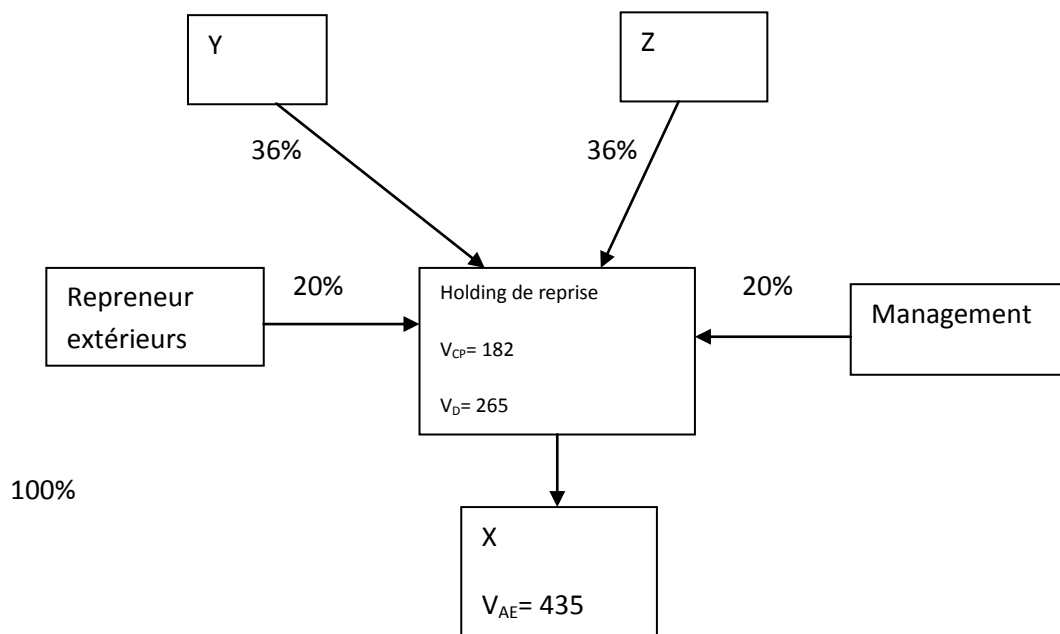 Y
Z
36%
36%
Repreneur
extérieurs
20%
Holding de reprise
V_CP= 182
V_D= 265
20%
Management
100%
X
V_AE= 435